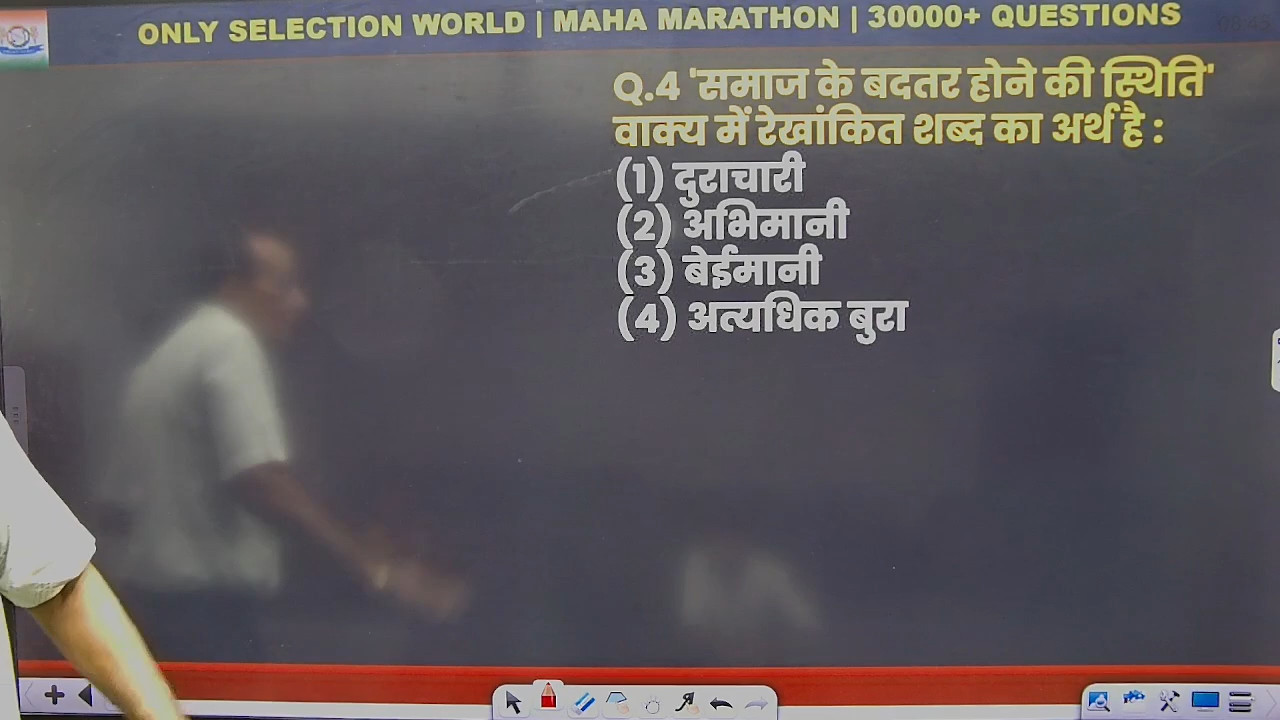 ONLY SELECTION WORLD | MAHA MARATHON | 30000+ QUESTIONS
Q.4 'समाज के बदतर होने की स्थिति'
वाक्य में रेखांकित शब्द का अर्थ है :
(1) दुराचारी
(2) अभिमानी
(3) बेईमानी
(4) अत्यधिक बुरा